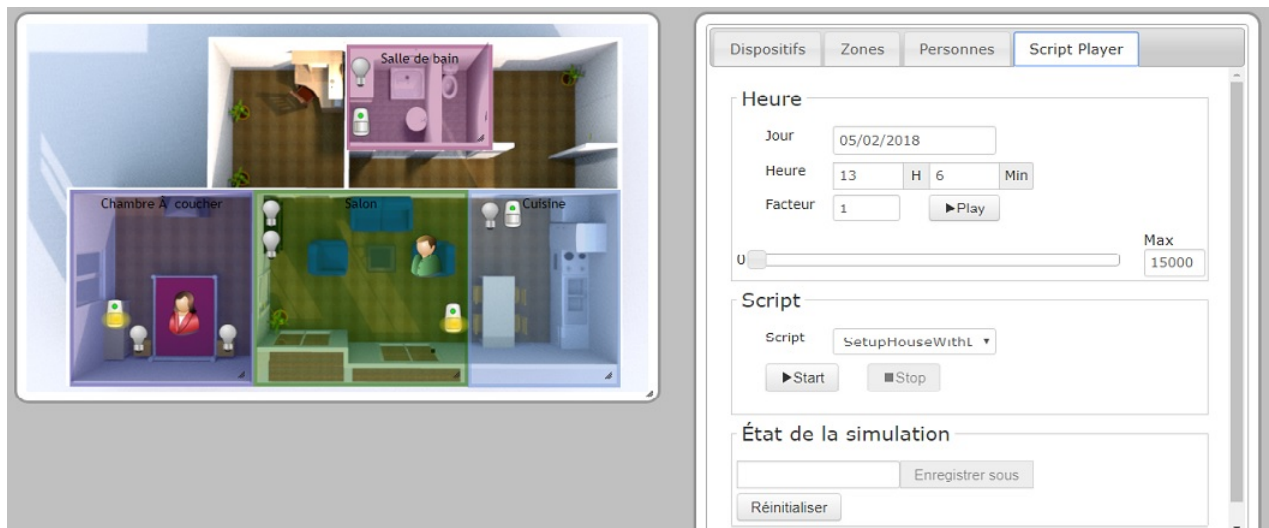 Salle de bain
Chambre Ã coucher
Salon
Cuisine
Dispositifs Zones Personnes Script Player
Heure
Jour 05/02/2018
Heure 13 H 6 Min
Facteur 1 ▶Play
Max
0 15000
Script
Script SetupHouseWithL
▶Start ■Stop
État de la simulation
Enregistrer sous
Réinitialiser